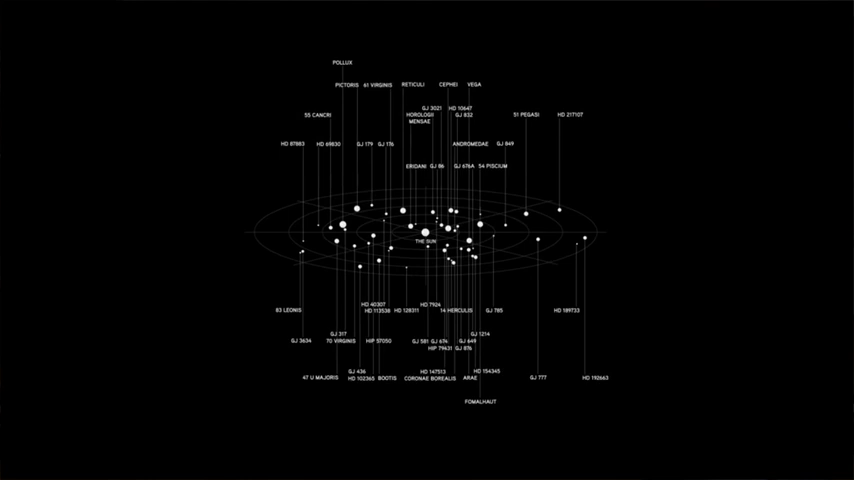 POLLUX
PICTORIS 61 VIRGINIS RETICULI CEPHEI VEGA
GJ 3021 HD 10647
55 CANCRI HOROLOGII GJ 832 51 PEGASI HD 217107
MENSAE
HD 87883 HD 69830 GJ 179 GJ 176 ANDROMEDAE GJ 849
ERIDANI GJ 86 GJ 676A 54 PISCIUM
THE SUN
HD 40307 HD 7924
83 LEONIS HD 113538 HD 128311 14 HERCULIS GJ 785 HD 189733
GJ 317 GJ 1214
GJ 3634 70 VIRGINIS HIP 57050 GJ 581 GJ 674 GJ 649
HIP 79431 GJ 876
GJ 436 HD 147513 HD 154345
47 U MAJORIS HD 102365 BOOTIS CORONAE BOREALIS ARAE GJ 777 HD 192663
FOMALHAUT